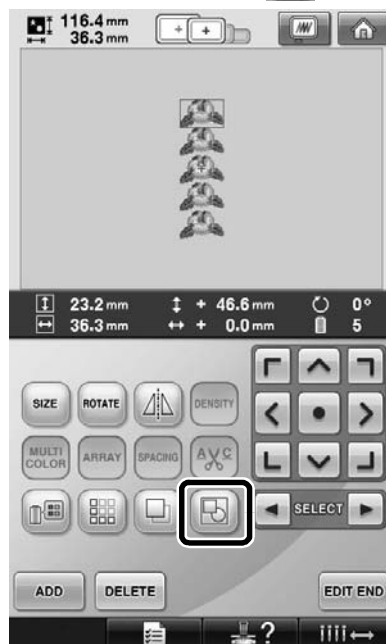 116.4 mm
36.3 mm
23.2 mm + 46.6 mm 0°
36.3 mm + 0.0 mm 5
SIZE ROTATE DENSITY
MULTI COLOR ARRAY SPACING A C
SELECT
ADD DELETE EDIT END
?